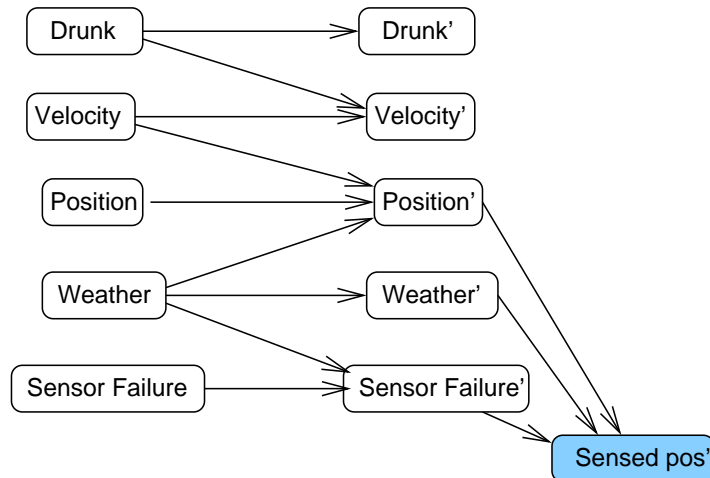 Drunk
Drunk’
Velocity
Velocity’
Position
Position’
Weather
Weather’
Sensor Failure
Sensor Failure’
Sensed pos’